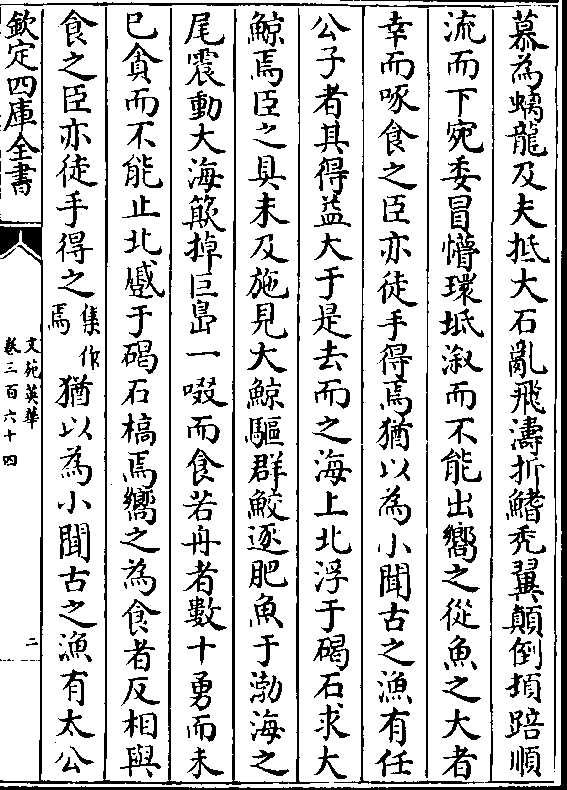 慕為螭龍及夫抵大石亂飛濤折鰭禿翼顛倒頓踣順
流而下宛委冒懵環坻溆而不能出嚮之從魚之大者
幸而啄食之臣亦徒手得焉猶以為小聞古之漁有任
公子者其得益大于是去而之海上北浮于碣石求大
鯨焉臣之具未及施見大鯨驅群鮫逐肥魚于渤海之
尾震動大海簸掉巨島一啜而食若舟者數十勇而未
已貪而不能止北蹙于碣石槁焉嚮之為食者反相與
食之臣亦徒手得之集作焉猶以為小聞古之漁有太公
欽定四庫全書
文苑英華
卷三百六十四
二